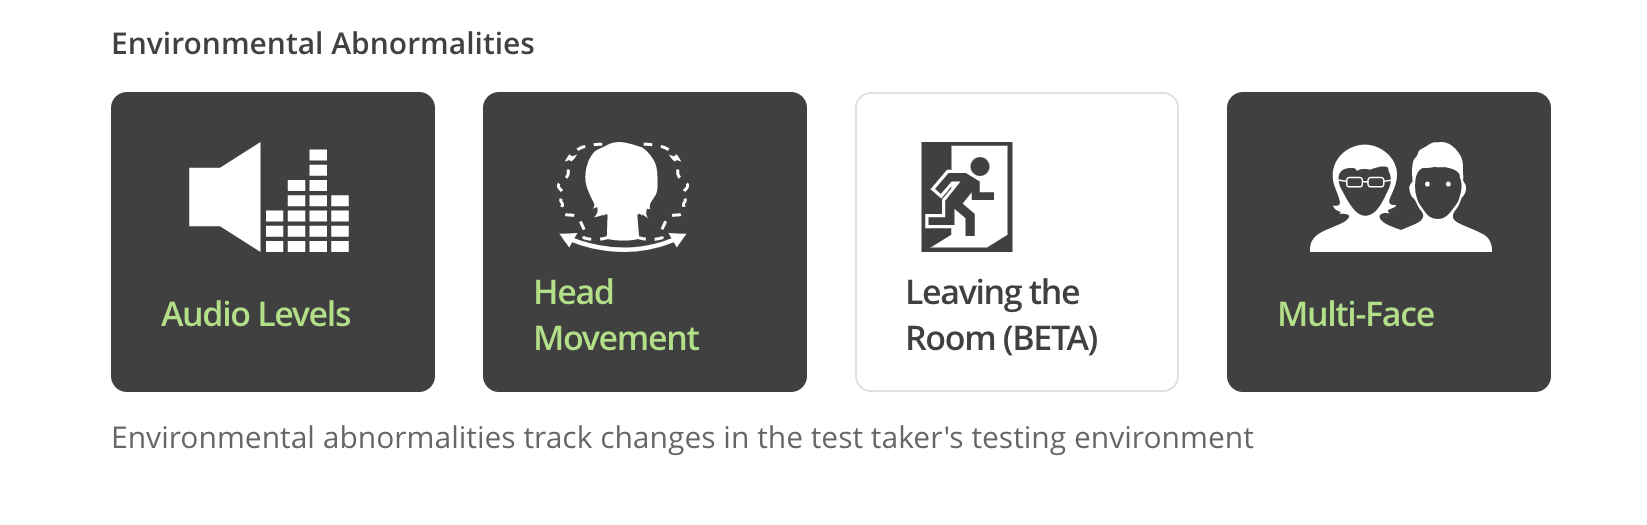 Environmental Abnormalities
Audio Levels
Head
Movement
Leaving the
Room (BETA)
Multi-Face
Environmental abnormalities track changes in the test taker's testing environment